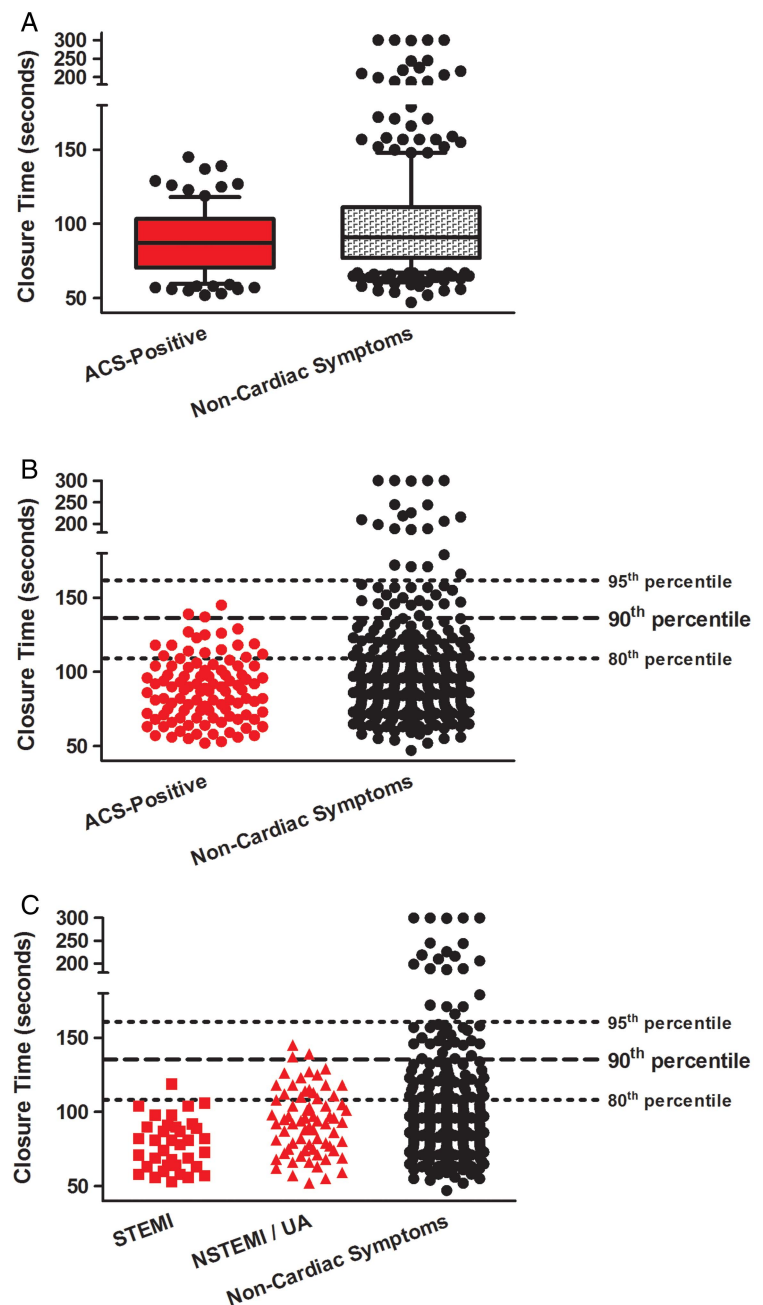 A
Closure Time (seconds)
300
250
200
150
100
50
ACS-Positive
Non-Cardiac Symptoms
B
Closure Time (seconds)
300
250
200
150
100
50
95th percentile
90th percentile
80th percentile
ACS-Positive
Non-Cardiac Symptoms
C
Closure Time (seconds)
300
250
200
150
100
50
95th percentile
90th percentile
80th percentile
STEMI
NSTEMI / UA
Non-Cardiac Symptoms